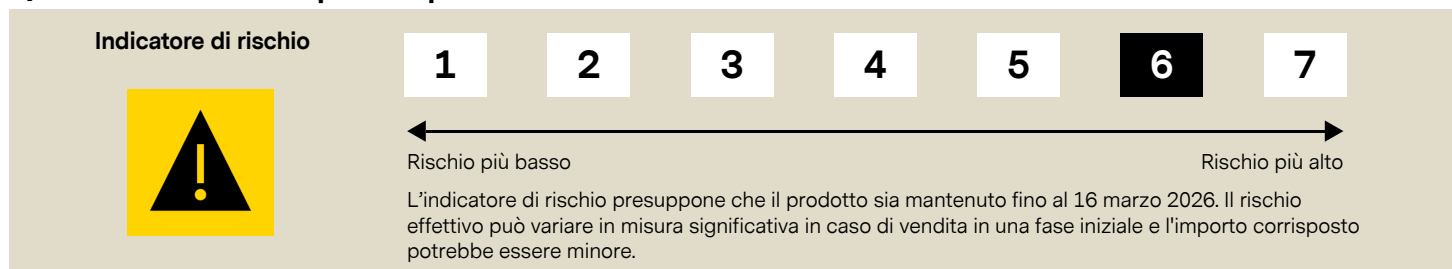 Indicatore di rischio
1 2 3 4 5 6 7
Rischio più basso Rischio più alto
L'indicatore di rischio presuppone che il prodotto sia mantenuto fino al 16 marzo 2026. Il rischio
effettivo può variare in misura significativa in caso di vendita in una fase iniziale e l'importo corrisposto
potrebbe essere minore.